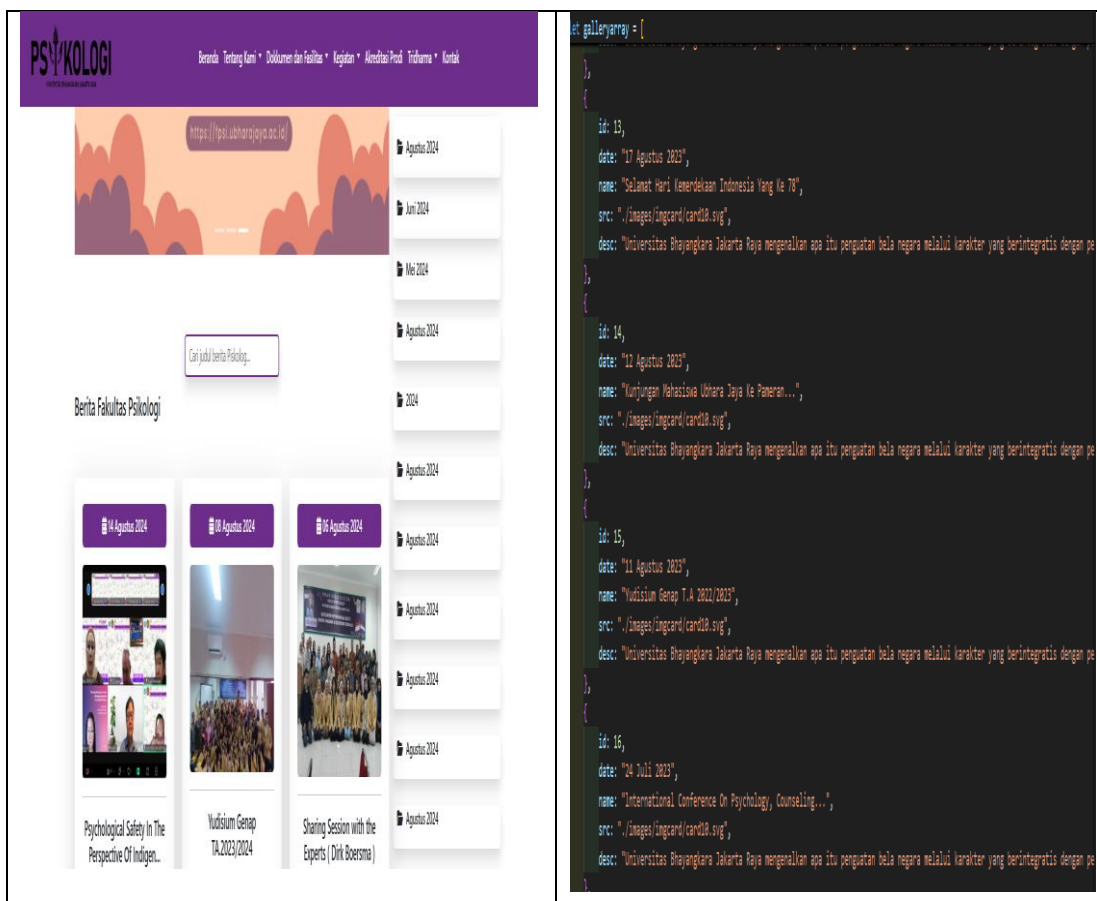 PSIKOLOGI
Beranda Tentang Kami Dokkumen dan Fasilitas Kegiatan Akreditasi Prodi Tridharma Kontak
https://fpsi.ubharajaya.ac.id/
Agustus 2024
Juni 2024
Mei 2024
Agustus 2024
Cari judul berita Piskolog...
Berita Fakultas Psikologi
2024
Agustus 2024
Agustus 2024
Agustus 2024
Agustus 2024
Agustus 2024
Agustus 2024
14 Agustus 2024
08 Agustus 2024
06 Agustus 2024
Psychological Safety In The
Perspective Of Indigen...
Yudisium Genap
TA.2023/2024
Sharing Session with the
Experts ( Dirk Boersma )
let galleryarray = [
},
{
id: 13,
date: "17 Agustus 2023",
name: "Selamat Hari Kemerdekaan Indonesia Yang Ke 78",
src: "./images/imgcard/card10.svg",
desc: "Universitas Bhayangkara Jakarta Raya mengenalkan apa itu penguatan bela negara melalui karakter yang berintegratis dengan pe
},
{
id: 14,
date: "12 Agustus 2023",
name: "Kunjungan Mahasiswa Ubhara Jaya Ke Pameran...",
src: "./images/imgcard/card10.svg",
desc: "Universitas Bhayangkara Jakarta Raya mengenalkan apa itu penguatan bela negara melalui karakter yang berintegratis dengan pe
},
{
id: 15,
date: "11 Agustus 2023",
name: "Yudisium Genap T.A 2022/2023",
src: "./images/imgcard/card10.svg",
desc: "Universitas Bhayangkara Jakarta Raya mengenalkan apa itu penguatan bela negara melalui karakter yang berintegratis dengan pe
},
{
id: 16,
date: "24 Juli 2023",
name: "International Conference On Psychology, Counseling...",
src: "./images/imgcard/card10.svg",
desc: "Universitas Bhayangkara Jakarta Raya mengenalkan apa itu penguatan bela negara melalui karakter yang berintegratis dengan pe
},